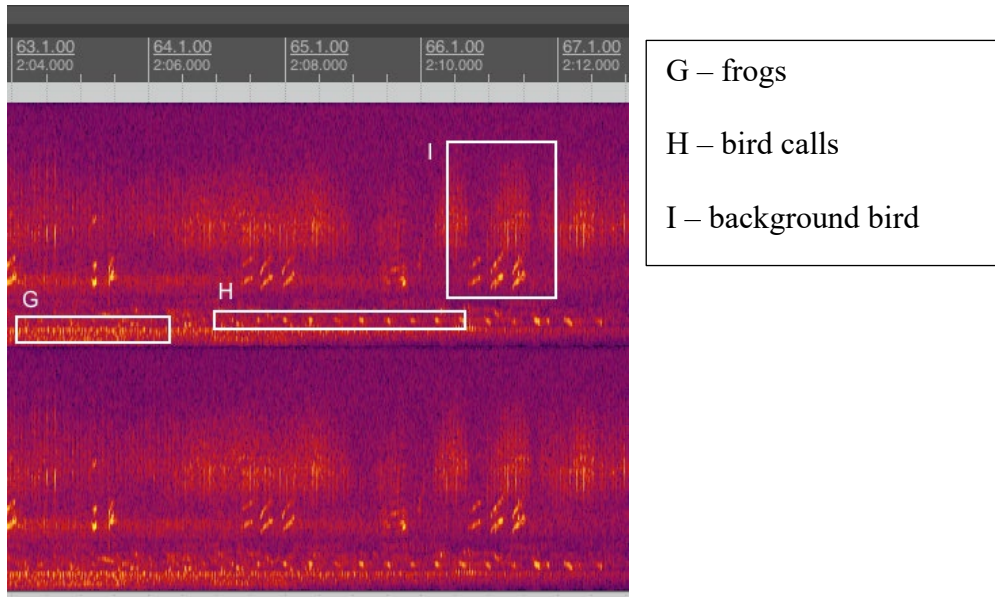 63.1.00 64.1.00 65.1.00 66.1.00 67.1.00
2:04.000 2:06.000 2:08.000 2:10.000 2:12.000
I
G
H
G – frogs
H – bird calls
I – background bird